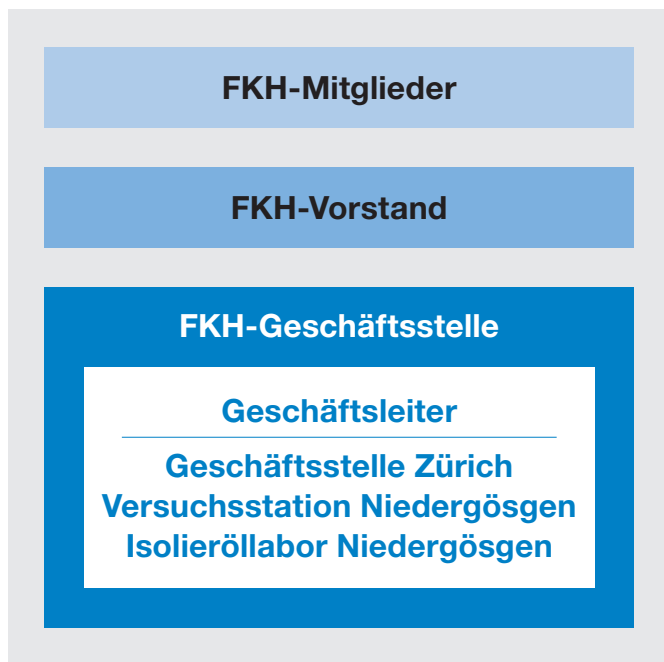 FKH-Mitglieder
FKH-Vorstand
FKH-Geschäftsstelle
Geschäftsleiter
Geschäftsstelle Zürich
Versuchsstation Niedergösgen
Isolieröllabor Niedergösgen